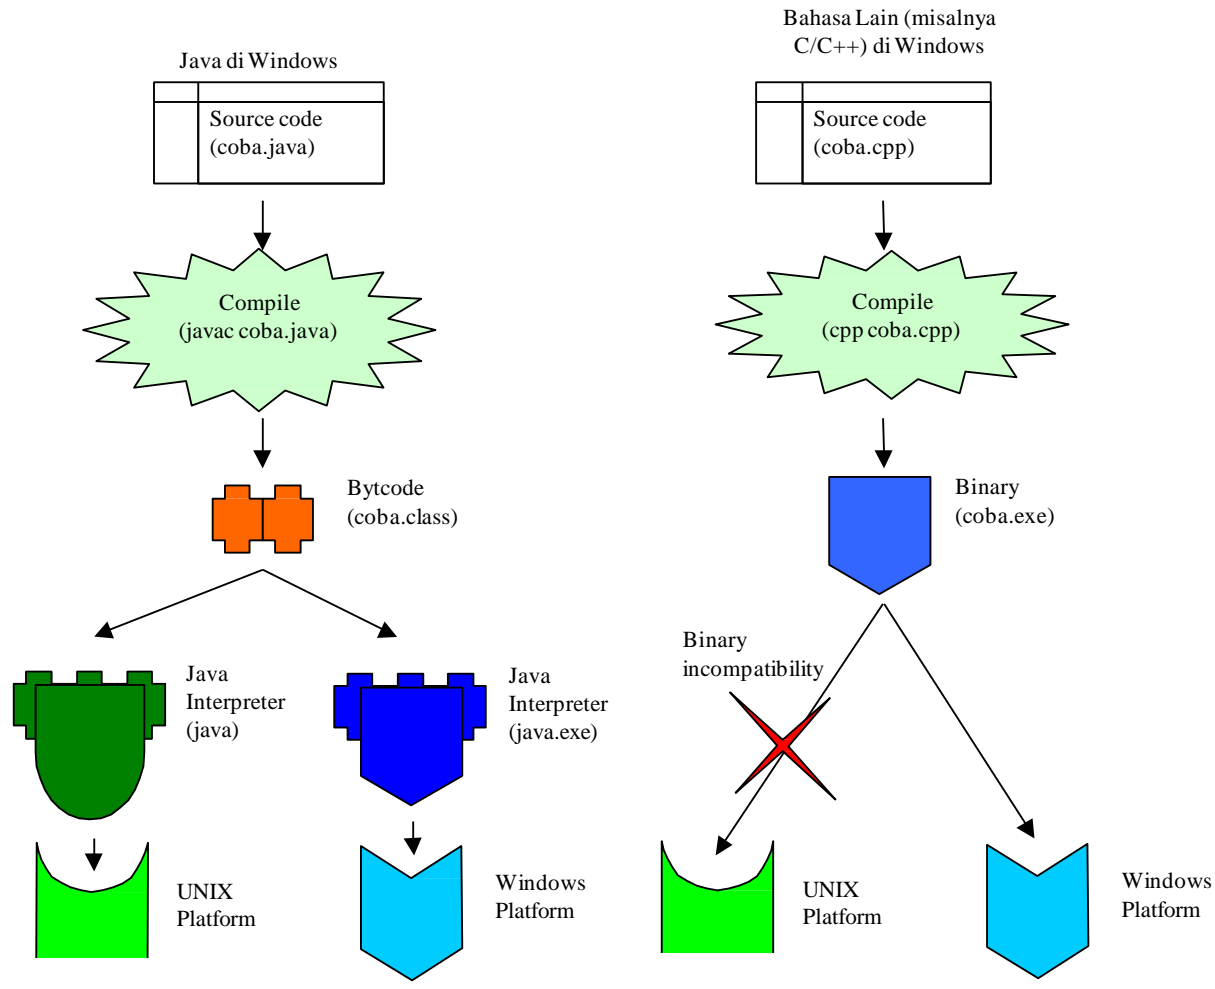 Java di Windows
Source code
(coba.java)
Compile
(javac coba.java)
Bytcode
(coba.class)
Java
Interpreter
(java)
Java
Interpreter
(java.exe)
UNIX
Platform
Windows
Platform
Bahasa Lain (misalnya
C/C++) di Windows
Source code
(coba.cpp)
Compile
(cpp coba.cpp)
Binary
(coba.exe)
Binary
incompatibility
UNIX
Platform
Windows
Platform